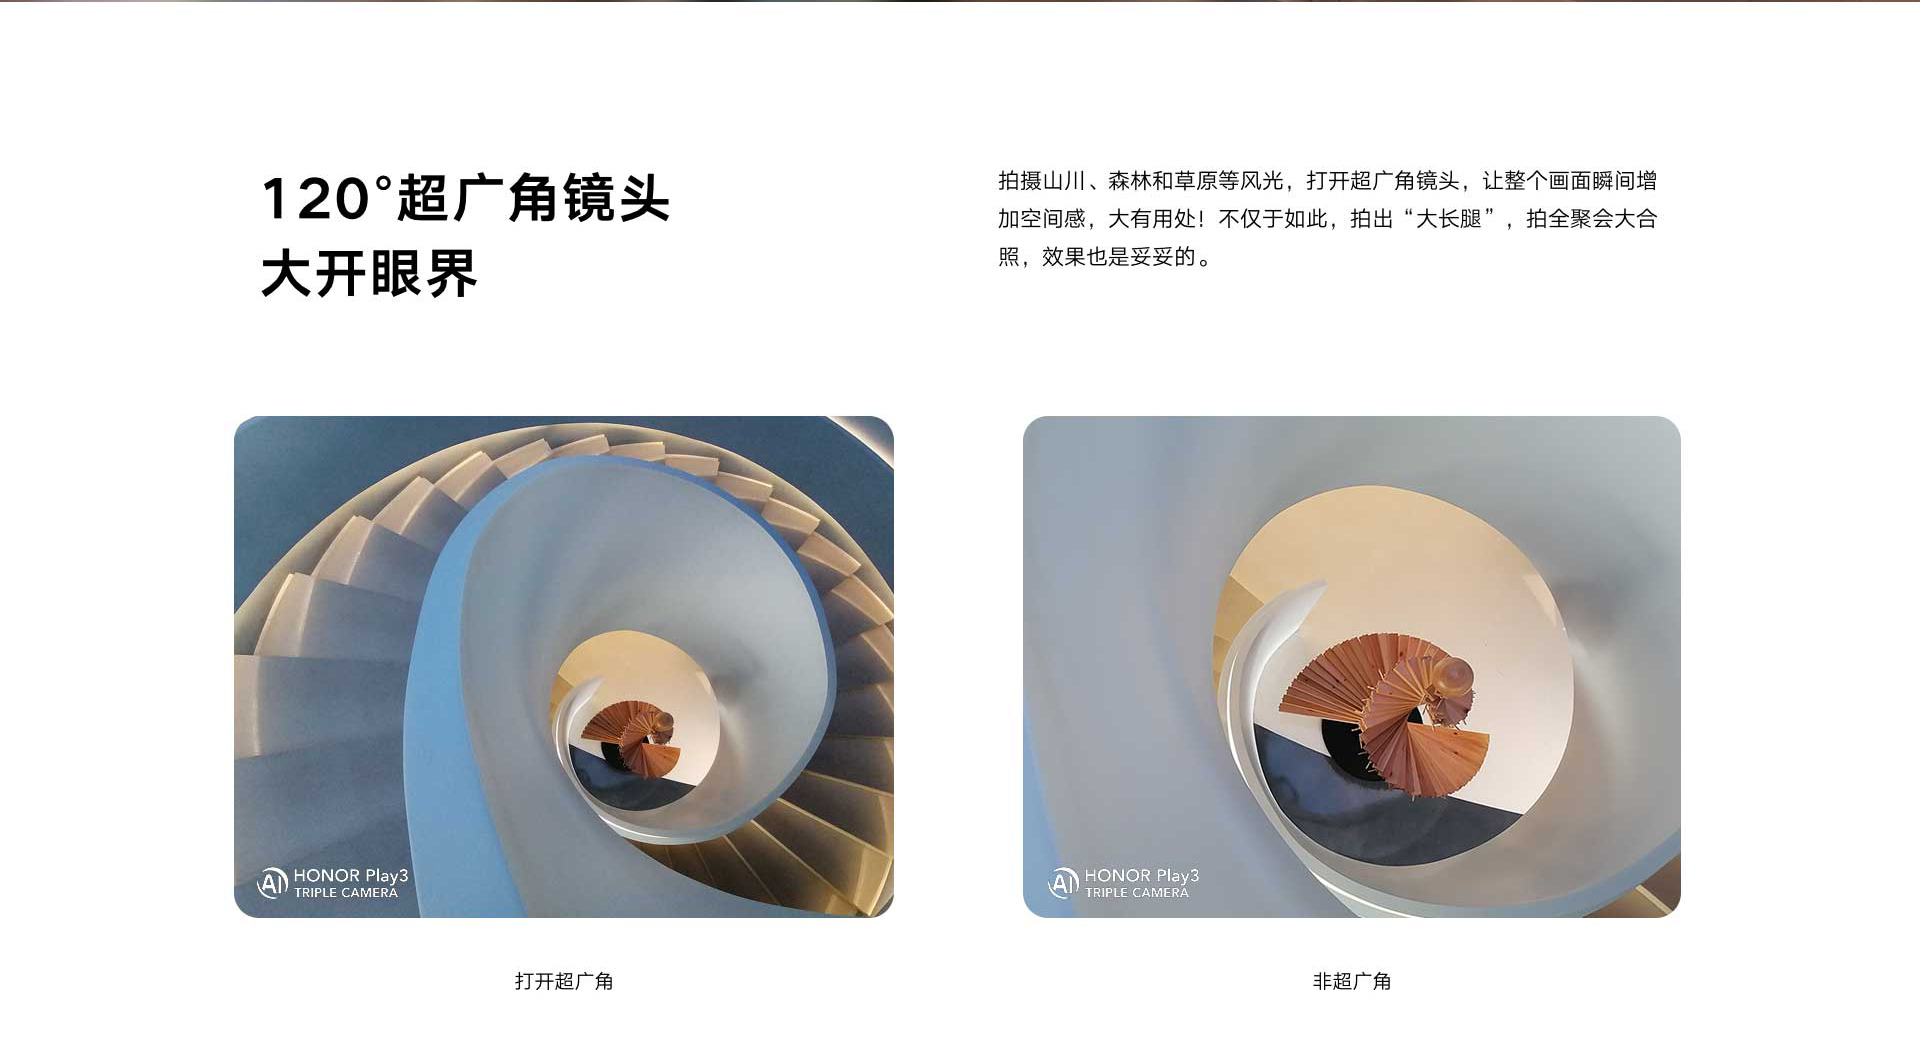 120°超广角镜头
大开眼界
拍摄山川、森林和草原等风光，打开超广角镜头，让整个画面瞬间增
加空间感，大有用处！不仅于如此，拍出“大长腿”，拍全聚会大合
照，效果也是妥妥的。
AI HONOR Play3
TRIPLE CAMERA
AI HONOR Play3
TRIPLE CAMERA
打开超广角
非超广角